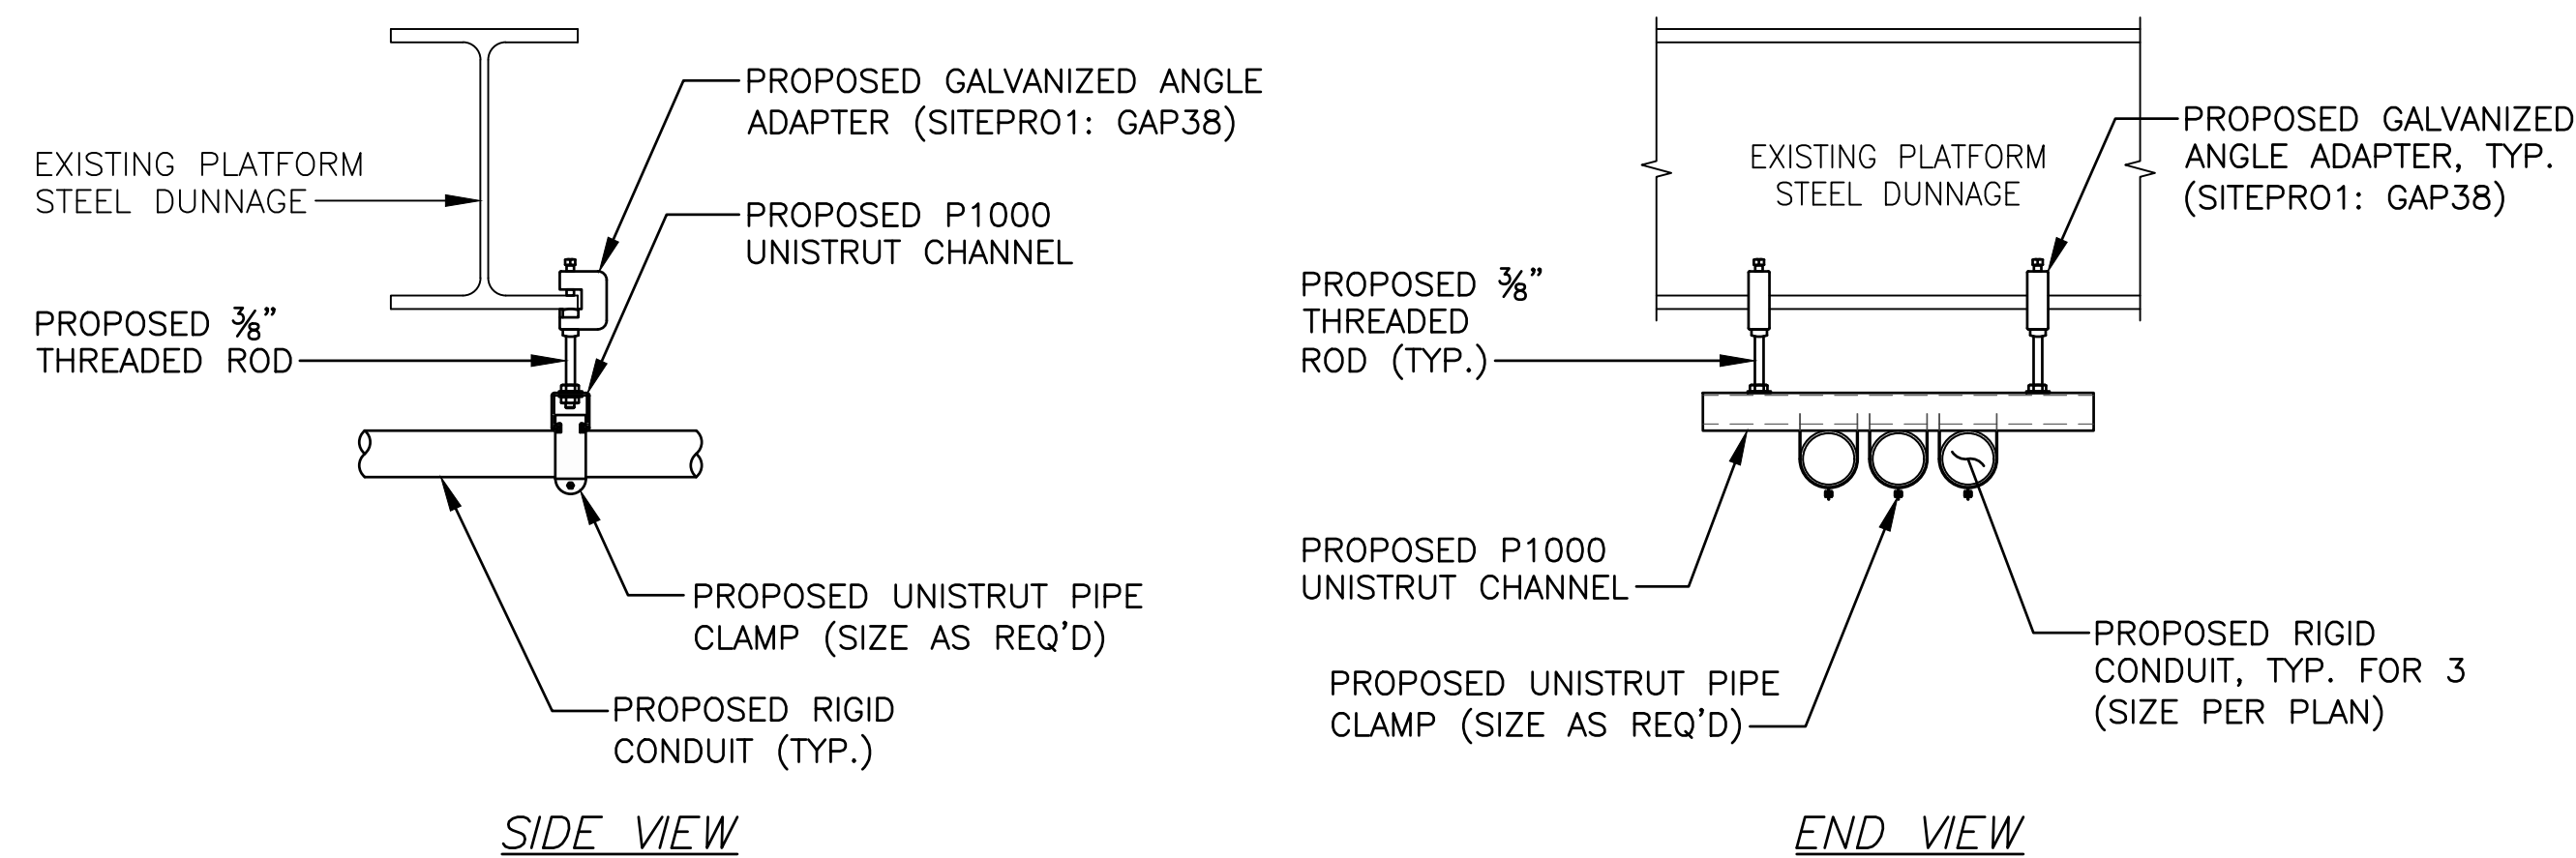 PROPOSED GALVANIZED ANGLE
ADAPTER (SITEPRO1: GAP38)
EXISTING PLATFORM
STEEL DUNNAGE
PROPOSED P1000
UNISTRUT CHANNEL
PROPOSED ⅜"
THREADED ROD
PROPOSED UNISTRUT PIPE
CLAMP (SIZE AS REQ'D)
PROPOSED RIGID
CONDUIT (TYP.)
SIDE VIEW
EXISTING PLATFORM
STEEL DUNNAGE
PROPOSED GALVANIZED
ANGLE ADAPTER, TYP.
(SITEPRO1: GAP38)
PROPOSED ⅜"
THREADED
ROD (TYP.)
PROPOSED P1000
UNISTRUT CHANNEL
PROPOSED UNISTRUT PIPE
CLAMP (SIZE AS REQ'D)
PROPOSED RIGID
CONDUIT, TYP. FOR 3
(SIZE PER PLAN)
END VIEW